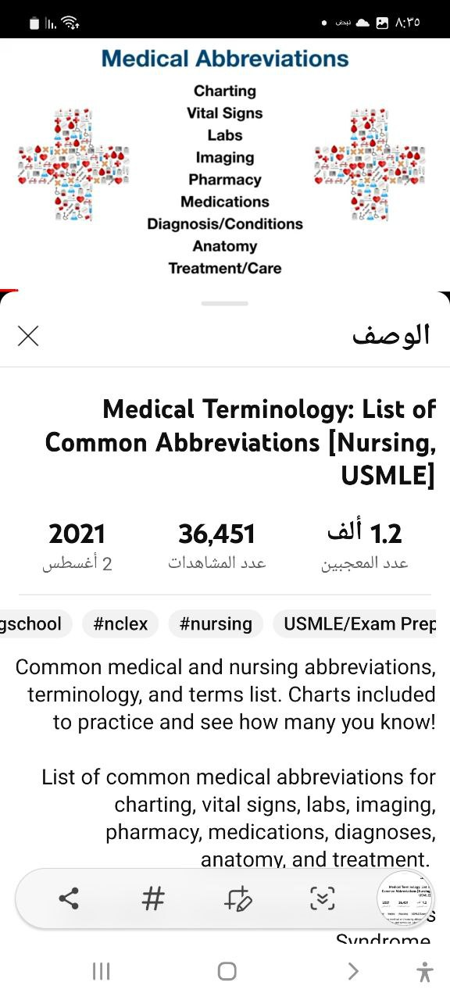 نبض ٨:٣٥
Medical Abbreviations
Charting
Vital Signs
Labs
Imaging
Pharmacy
Medications
Diagnosis/Conditions
Anatomy
Treatment/Care
الوصف
Medical Terminology: List of
Common Abbreviations [Nursing,
USMLE]
1.2 ألف
عدد المعجبين
36,451
عدد المشاهدات
2021
2 أغسطس
gschool #nclex #nursing USMLE/Exam Prep
Common medical and nursing abbreviations,
terminology, and terms list. Charts included
to practice and see how many you know!
List of common medical abbreviations for
charting, vital signs, labs, imaging,
pharmacy, medications, diagnoses,
anatomy, and treatment.
Syndrome